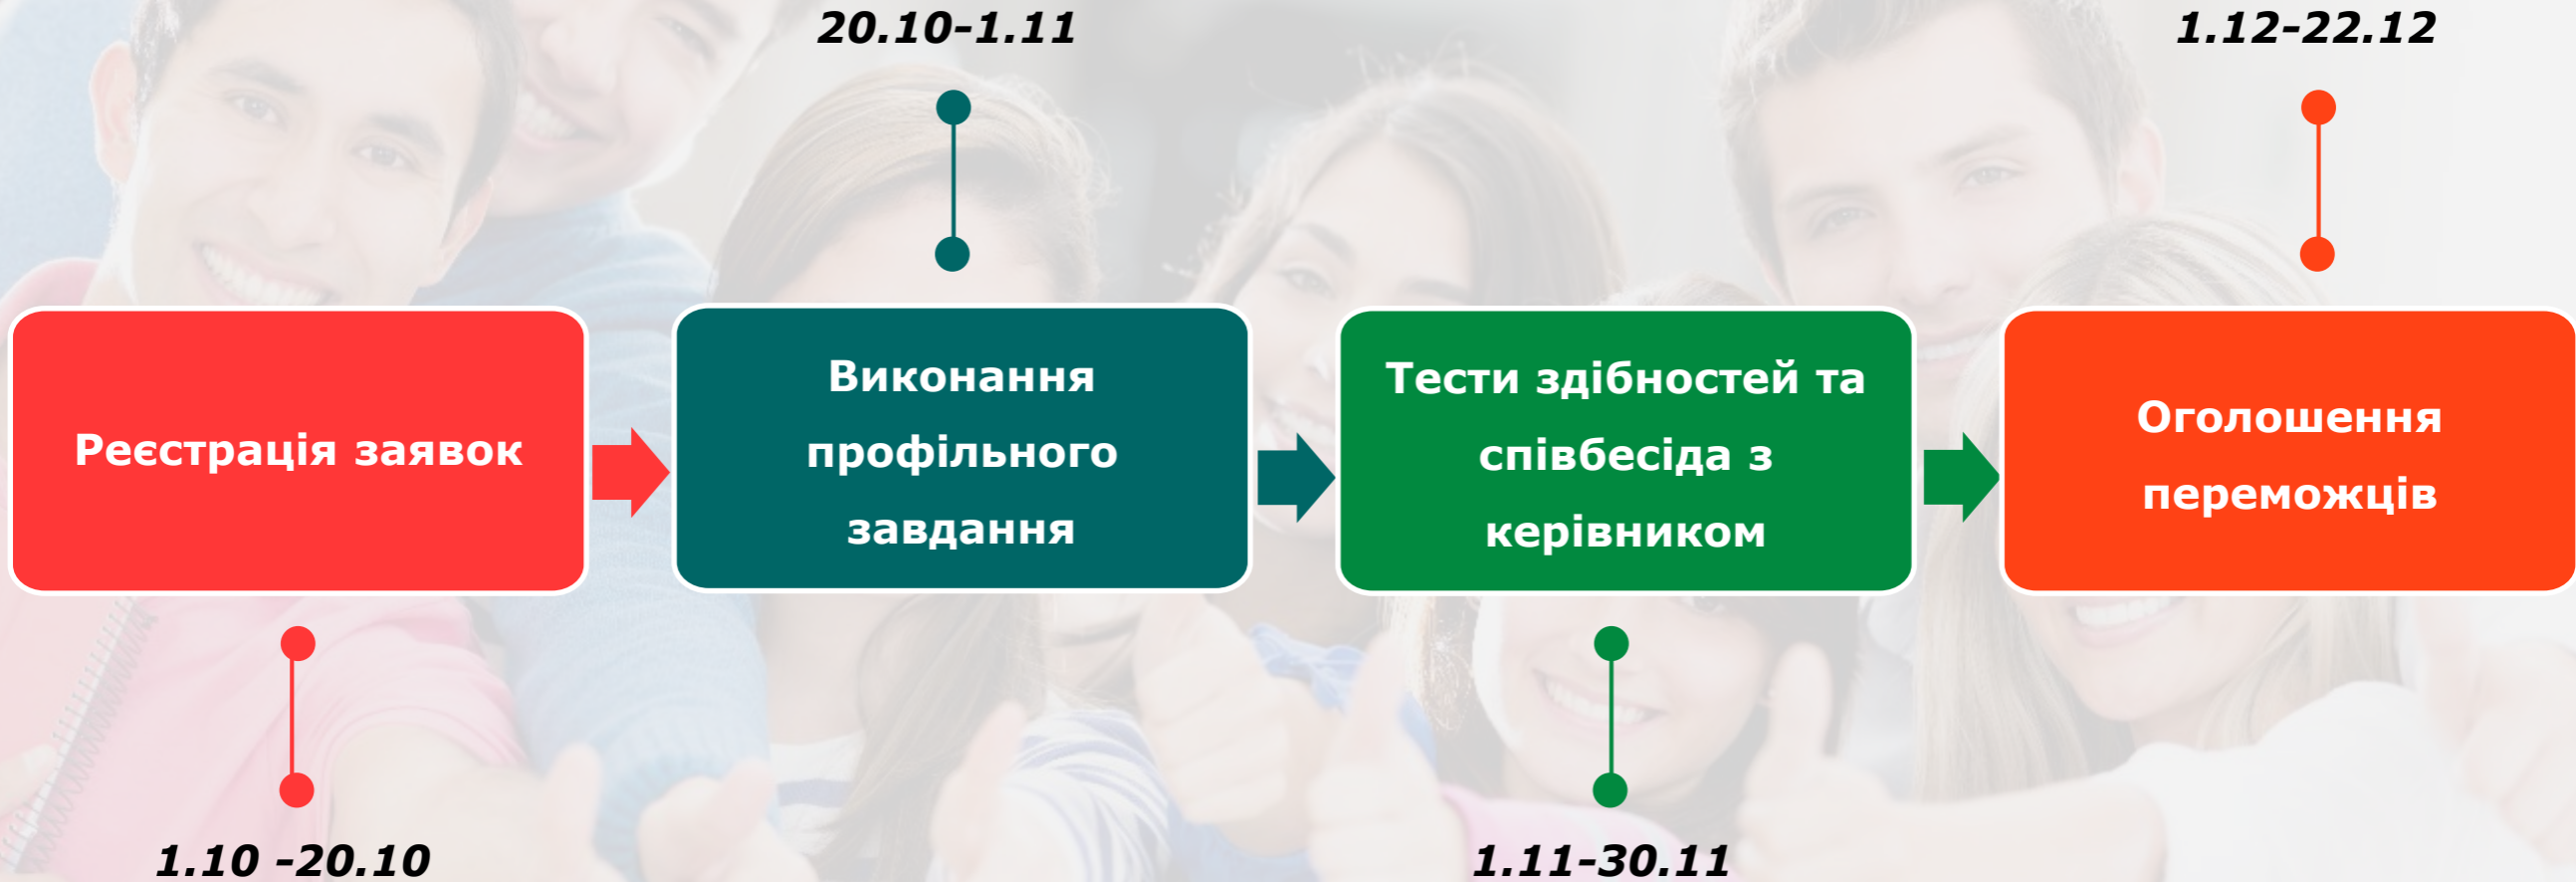 20.10-1.11
1.12-22.12
Реєстрація заявок
Виконання
профільного
завдання
Тести здібностей та
співбесіда з
керівником
Оголошення
переможців
1.10 -20.10
1.11-30.11